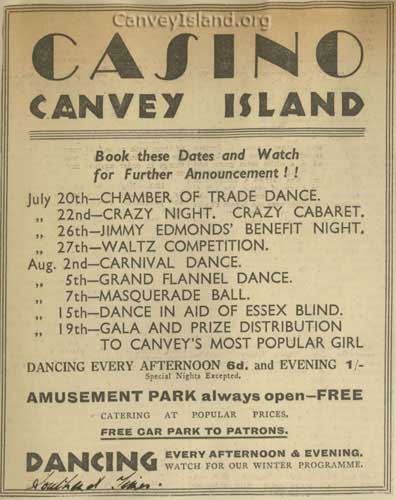 CanveyIsland.org
CASINO
CANVEY ISLAND
Book these Dates and Watch
for Further Announcement ! !
July 20th—CHAMBER OF TRADE DANCE.
„ 22nd—CRAZY NIGHT. CRAZY CABARET.
„ 26th—JIMMY EDMONDS' BENEFIT NIGHT.
„ 27th—WALTZ COMPETITION.
Aug. 2nd—CARNIVAL DANCE.
„ 5th—GRAND FLANNEL DANCE.
„ 7th—MASQUERADE BALL.
„ 15th—DANCE IN AID OF ESSEX BLIND.
„ 19th—GALA AND PRIZE DISTRIBUTION
TO CANVEY'S MOST POPULAR GIRL
DANCING EVERY AFTERNOON 6d. and EVENING 1/-
Special Nights Excepted.
AMUSEMENT PARK always open—FREE
CATERING AT POPULAR PRICES.
FREE CAR PARK TO PATRONS.
DANCING EVERY AFTERNOON & EVENING.
WATCH FOR OUR WINTER PROGRAMME.
Southend Times.